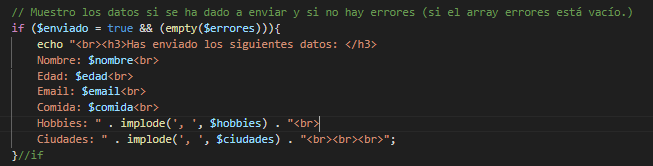 // Muestro los datos si se ha dado a enviar y si no hay errores (si el array errores está vacío.)
if ($enviado = true && (empty($errores))){
echo "<br><h3>Has enviado los siguientes datos: </h3>
Nombre: $nombre<br>
Edad: $edad<br>
Email: $email<br>
Comida: $comida<br>
Hobbies: " . implode(', ', $hobbies) . "<br>
Ciudades: " . implode(', ', $ciudades) . "<br><br><br>";
}//if